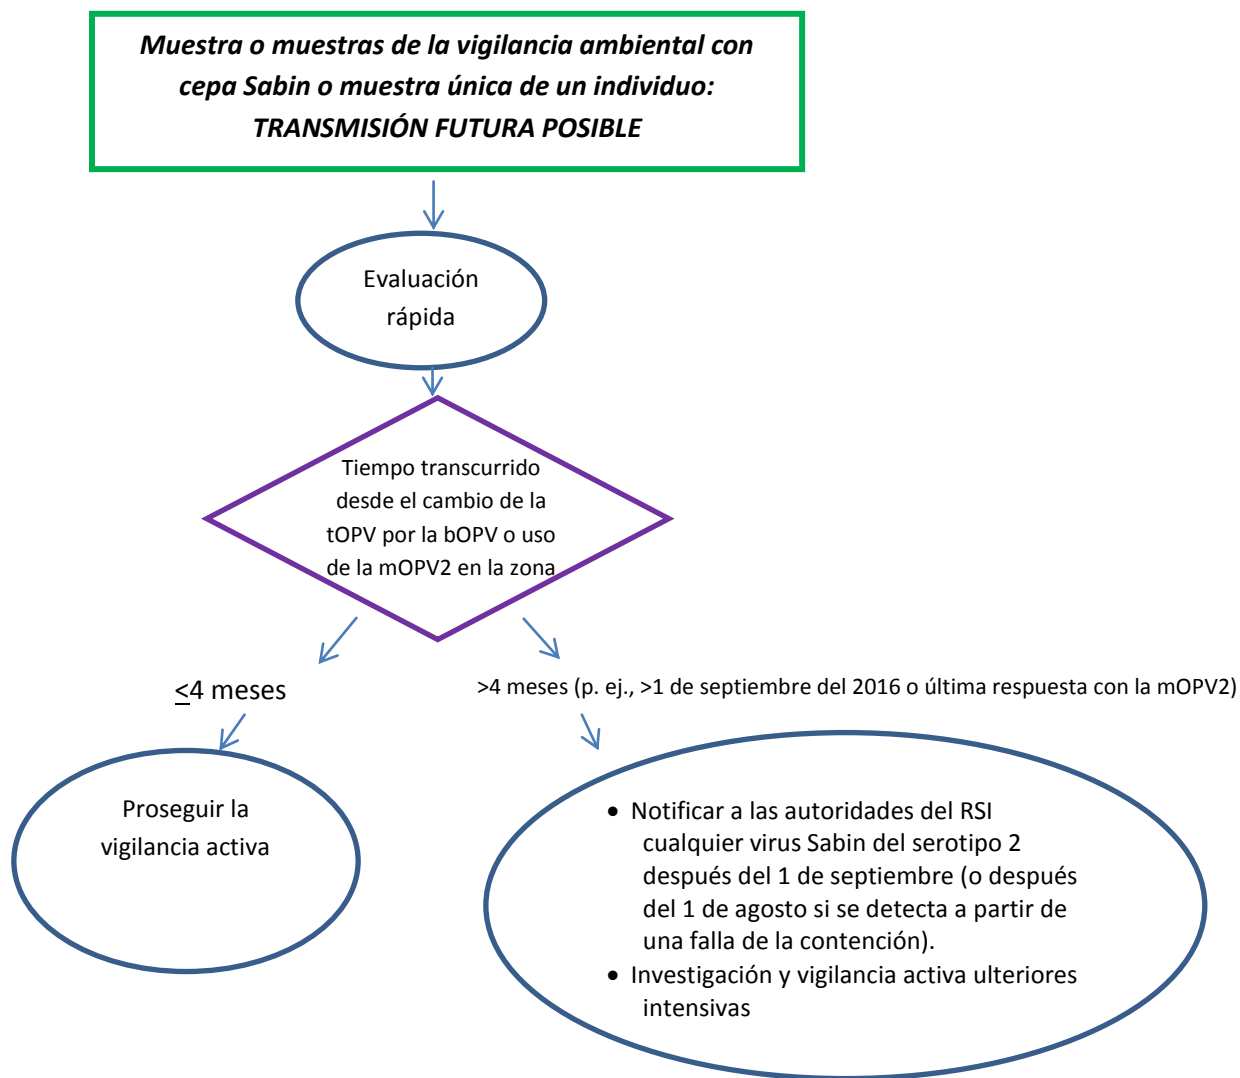 Muestra o muestras de la vigilancia ambiental con
cepa Sabin o muestra única de un individuo:
TRANSMISIÓN FUTURA POSIBLE
Evaluación
rápida
Tiempo transcurrido
desde el cambio de la
tOPV por la bOPV o uso
de la mOPV2 en la zona
≤4 meses
>4 meses (p. ej., >1 de septiembre del 2016 o última respuesta con la mOPV2)
Proseguir la
vigilancia activa
• Notificar a las autoridades del RSI
cualquier virus Sabin del serotipo 2
después del 1 de septiembre (o después
del 1 de agosto si se detecta a partir de
una falla de la contención).
• Investigación y vigilancia activa ulteriores
intensivas